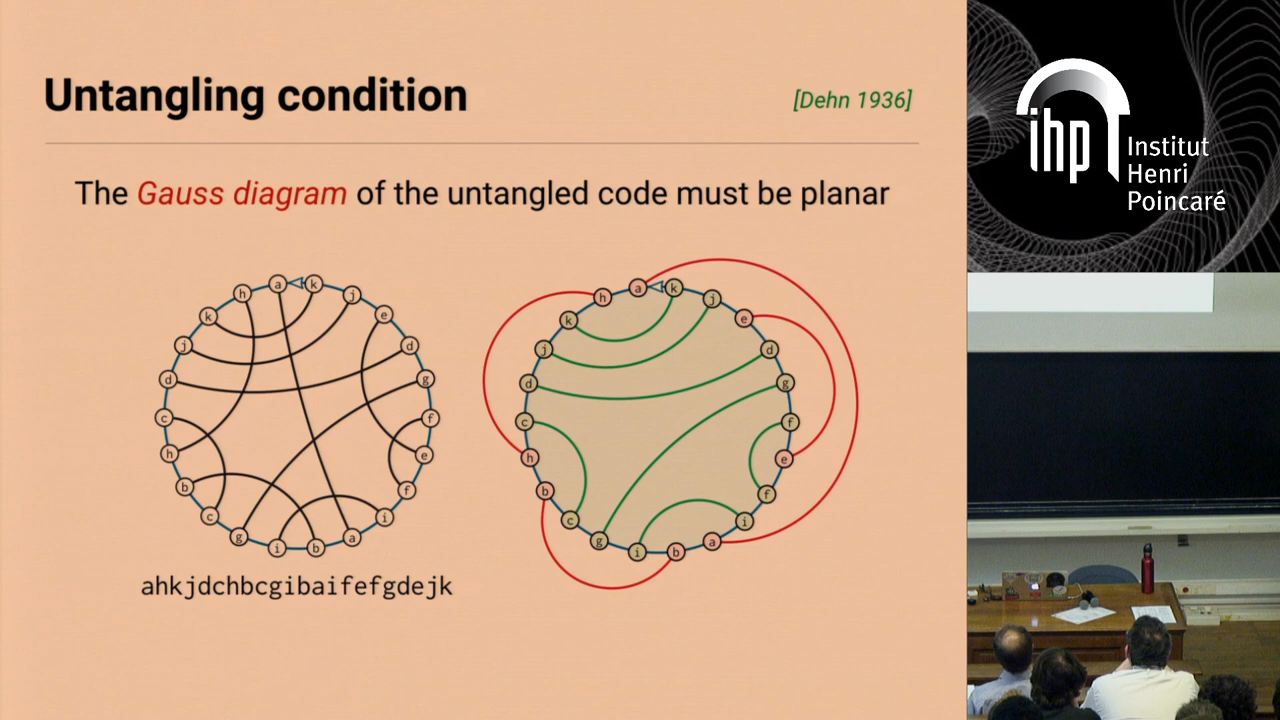 Untangling condition
[Dehn 1936]
The Gauss diagram of the untangled code must be planar
a k j e d g f e f i a b i g c b h c d j k h
a k j e d g f e f i a b i g c b h c d j k h
ahkjdchbcgibaifefgdejk
ihp
Institut
Henri
Poincaré